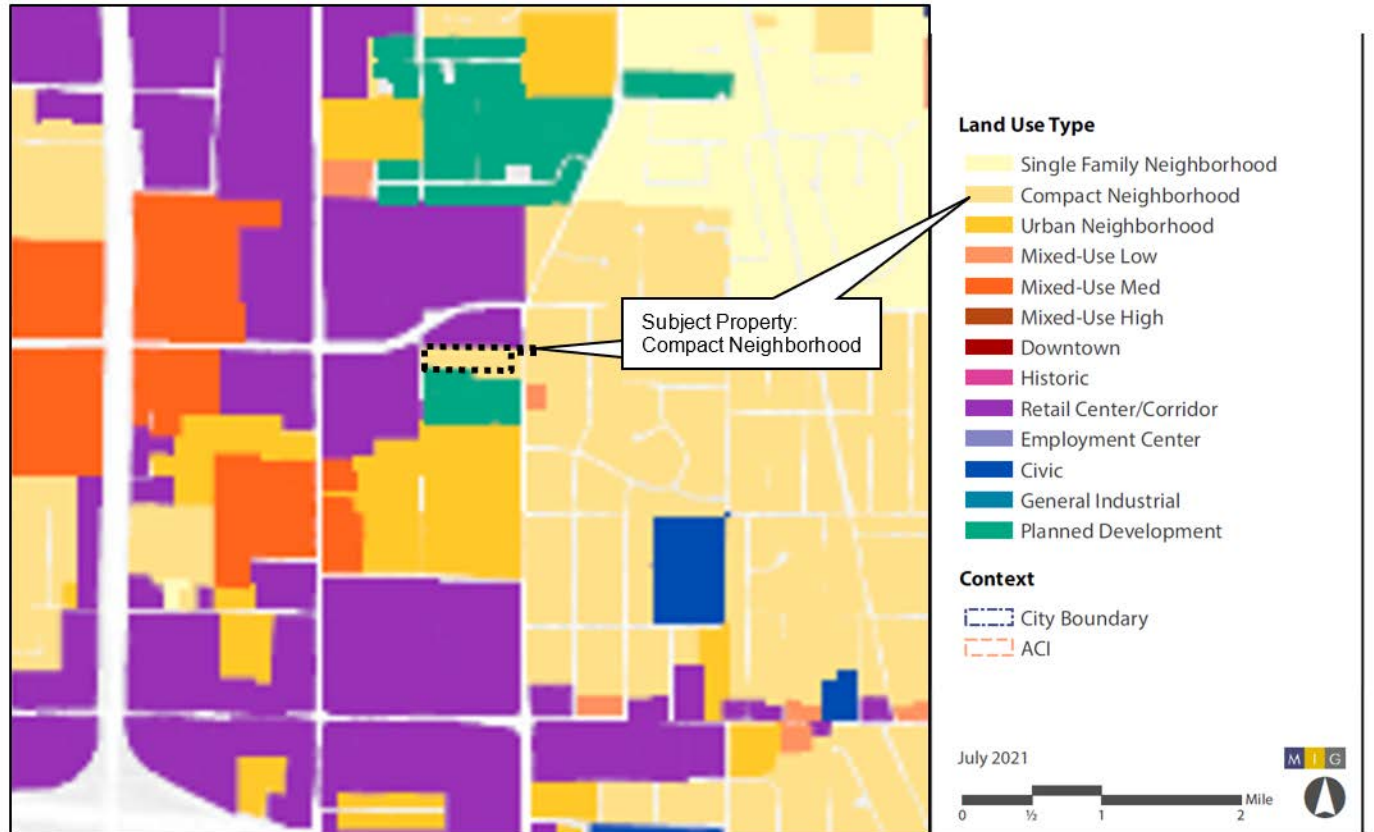 Subject Property:
Compact Neighborhood
Land Use Type
Single Family Neighborhood
Compact Neighborhood
Urban Neighborhood
Mixed-Use Low
Mixed-Use Med
Mixed-Use High
Downtown
Historic
Retail Center/Corridor
Employment Center
Civic
General Industrial
Planned Development
Context
City Boundary
ACI
July 2021
M I G
Mile
0 ½ 1 2